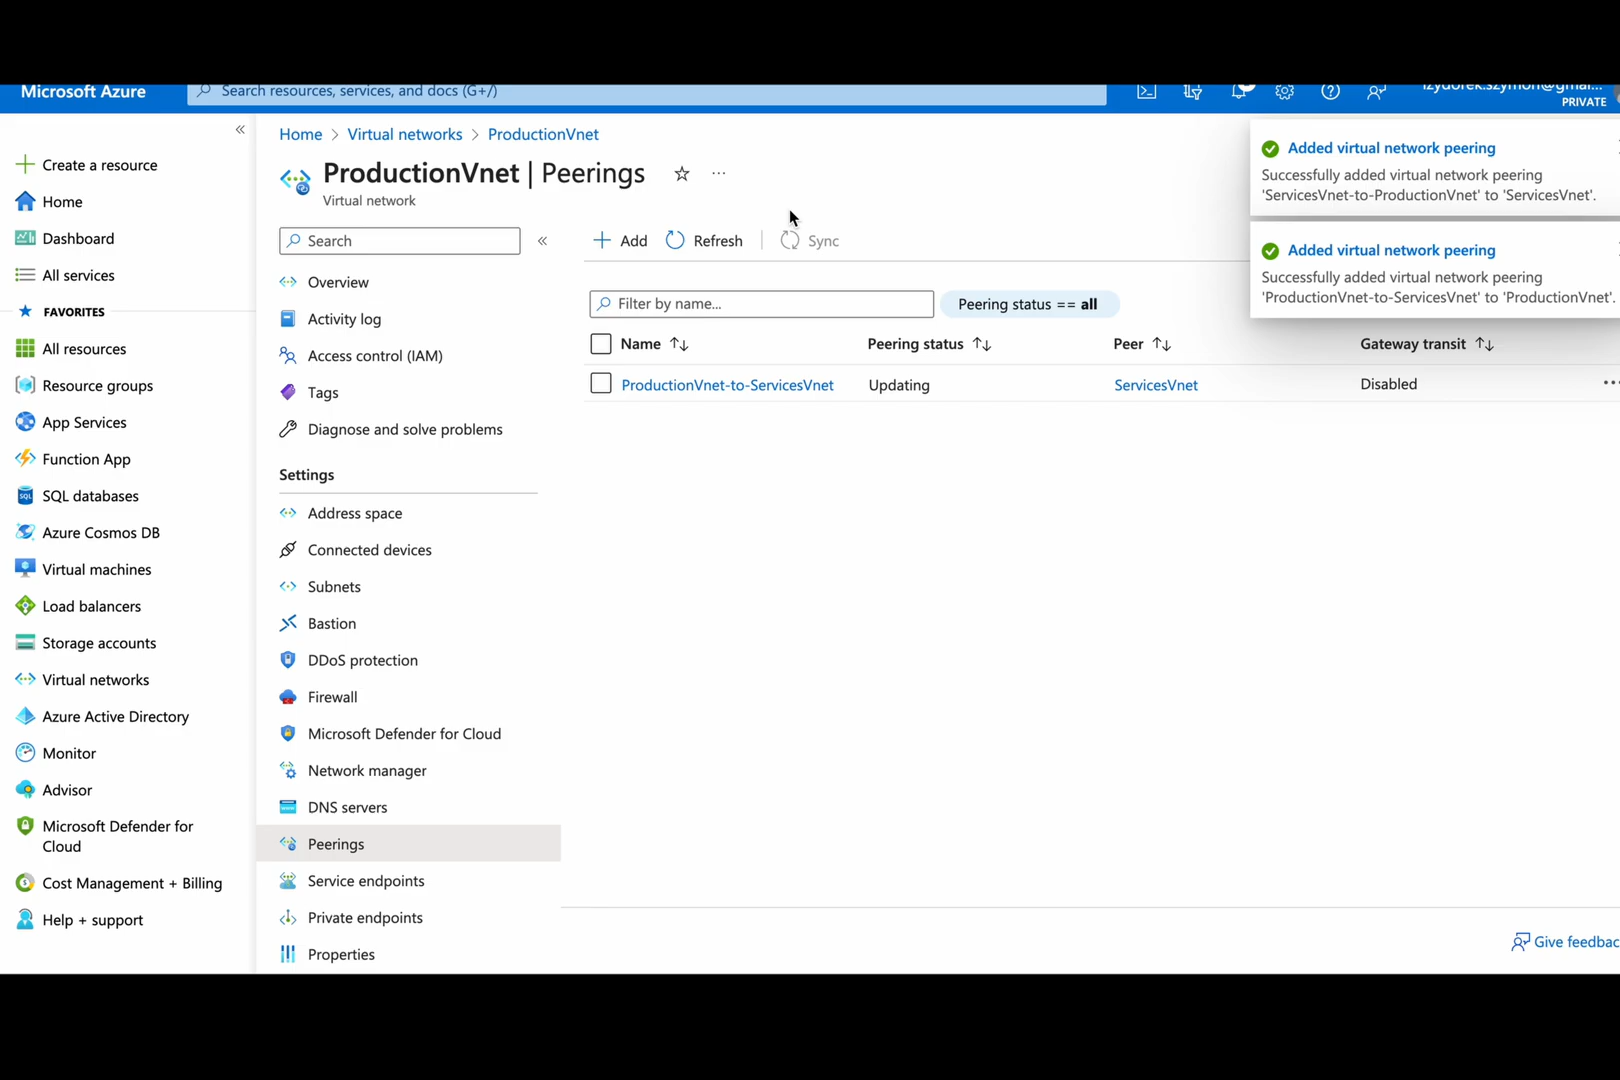 Microsoft Azure
Search resources, services, and docs (G+/)
PRIVATE
Create a resource
Home
Dashboard
All services
FAVORITES
All resources
Resource groups
App Services
Function App
SQL databases
Azure Cosmos DB
Virtual machines
Load balancers
Storage accounts
Virtual networks
Azure Active Directory
Monitor
Advisor
Microsoft Defender for
Cloud
Cost Management + Billing
Help + support
Home > Virtual networks > ProductionVnet
ProductionVnet | Peerings
Virtual network
Search
Overview
Activity log
Access control (IAM)
Tags
Diagnose and solve problems
Settings
Address space
Connected devices
Subnets
Bastion
DDoS protection
Firewall
Microsoft Defender for Cloud
Network manager
DNS servers
Peerings
Service endpoints
Private endpoints
Properties
Add Refresh Sync
Filter by name...
Peering status == all
Name Peering status Peer Gateway transit
ProductionVnet-to-ServicesVnet Updating ServicesVnet Disabled
Added virtual network peering
Successfully added virtual network peering
'ServicesVnet-to-ProductionVnet' to 'ServicesVnet'.
Added virtual network peering
Successfully added virtual network peering
'ProductionVnet-to-ServicesVnet' to 'ProductionVnet'.
Give feedbac